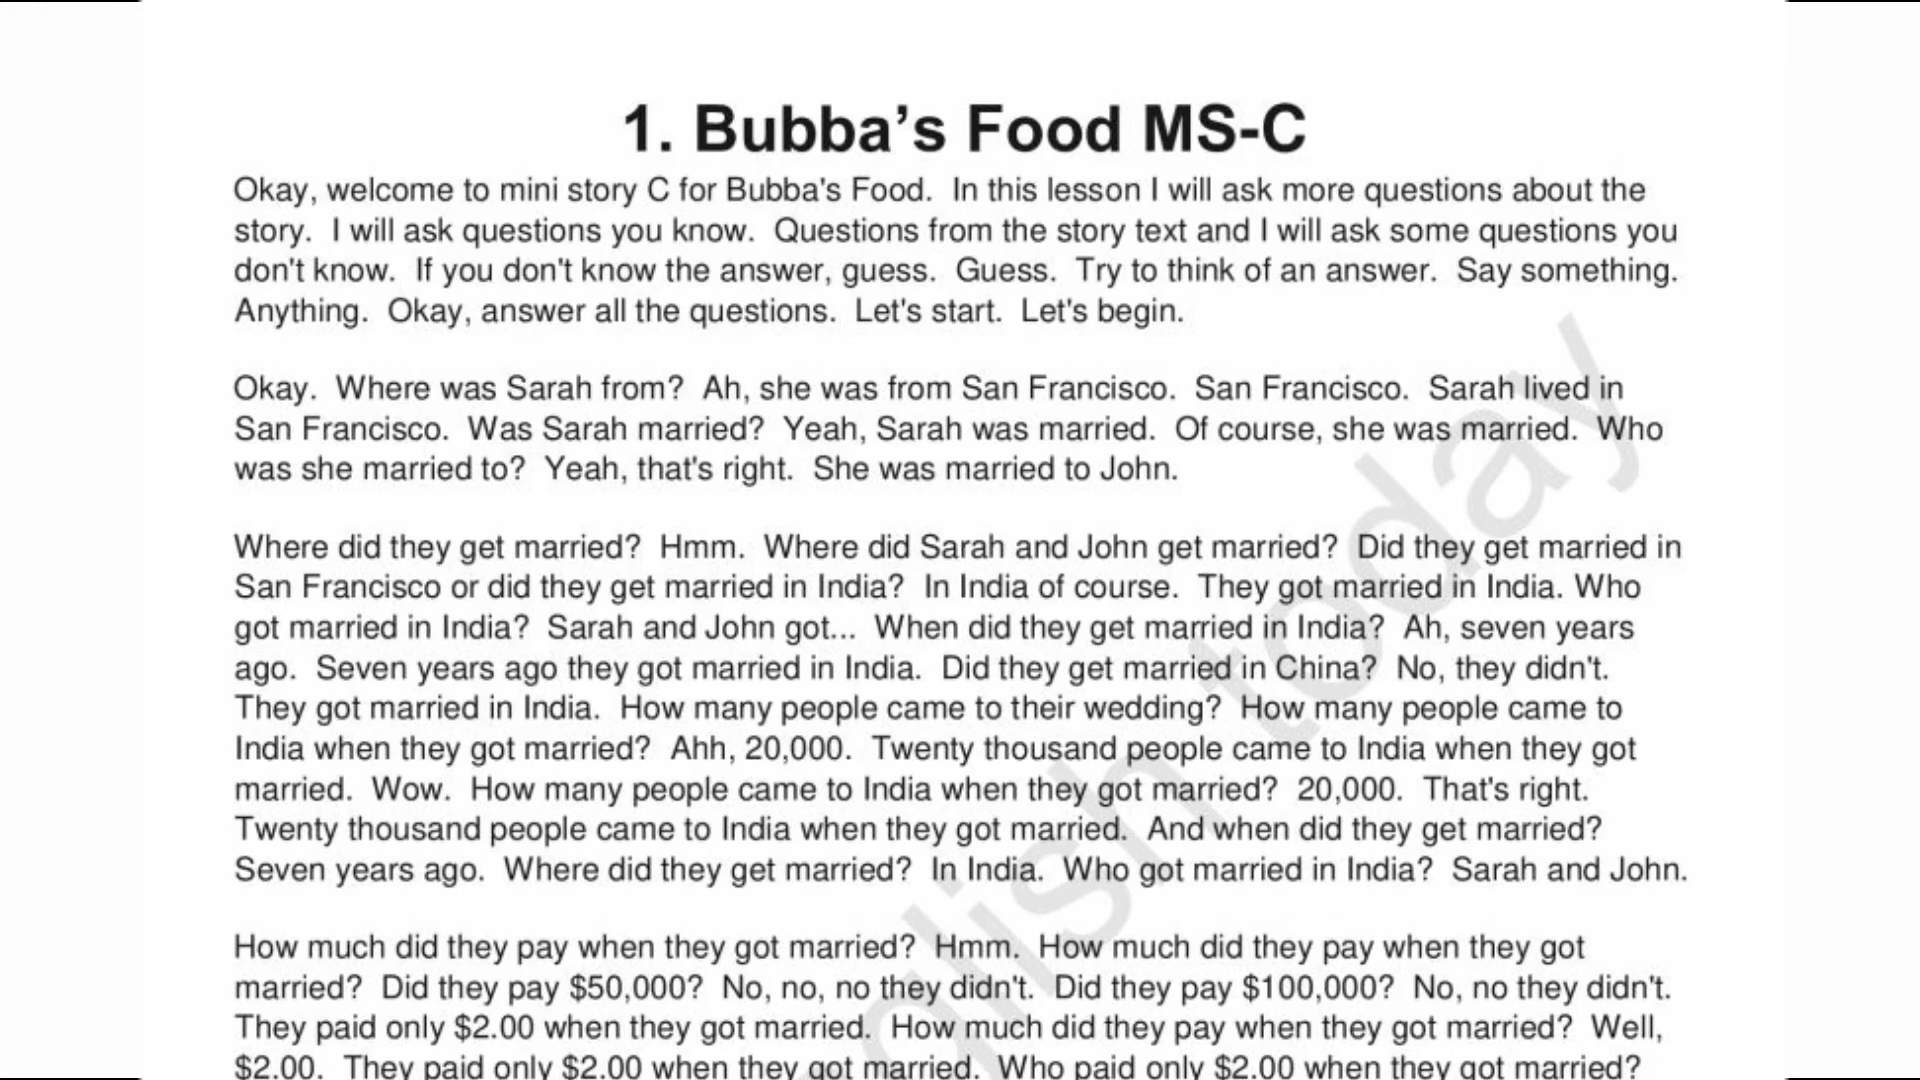 1. Bubba’s Food MS-C
Okay, welcome to mini story C for Bubba's Food.  In this lesson I will ask more questions about the
story.  I will ask questions you know.  Questions from the story text and I will ask some questions you
don't know.  If you don't know the answer, guess.  Guess.  Try to think of an answer.  Say something.
Anything.  Okay, answer all the questions.  Let's start.  Let's begin.
Okay.  Where was Sarah from?  Ah, she was from San Francisco.  San Francisco.  Sarah lived in
San Francisco.  Was Sarah married?  Yeah, Sarah was married.  Of course, she was married.  Who
was she married to?  Yeah, that's right.  She was married to John.
Where did they get married?  Hmm.  Where did Sarah and John get married?  Did they get married in
San Francisco or did they get married in India?  In India of course.  They got married in India. Who
got married in India?  Sarah and John got...  When did they get married in India?  Ah, seven years
ago.  Seven years ago they got married in India.  Did they get married in China?  No, they didn't.
They got married in India.  How many people came to their wedding?  How many people came to
India when they got married?  Ahh, 20,000.  Twenty thousand people came to India when they got
married.  Wow.  How many people came to India when they got married?  20,000.  That's right.
Twenty thousand people came to India when they got married.  And when did they get married?
Seven years ago.  Where did they get married?  In India.  Who got married in India?  Sarah and John.
How much did they pay when they got married?  Hmm.  How much did they pay when they got
married?  Did they pay $50,000?  No, no, no they didn't.  Did they pay $100,000?  No, no they didn't.
They paid only $2.00 when they got married.  How much did they pay when they got married?  Well,
$2.00.  They paid only $2.00 when they got married.  Who paid only $2.00 when they got married?
glish today